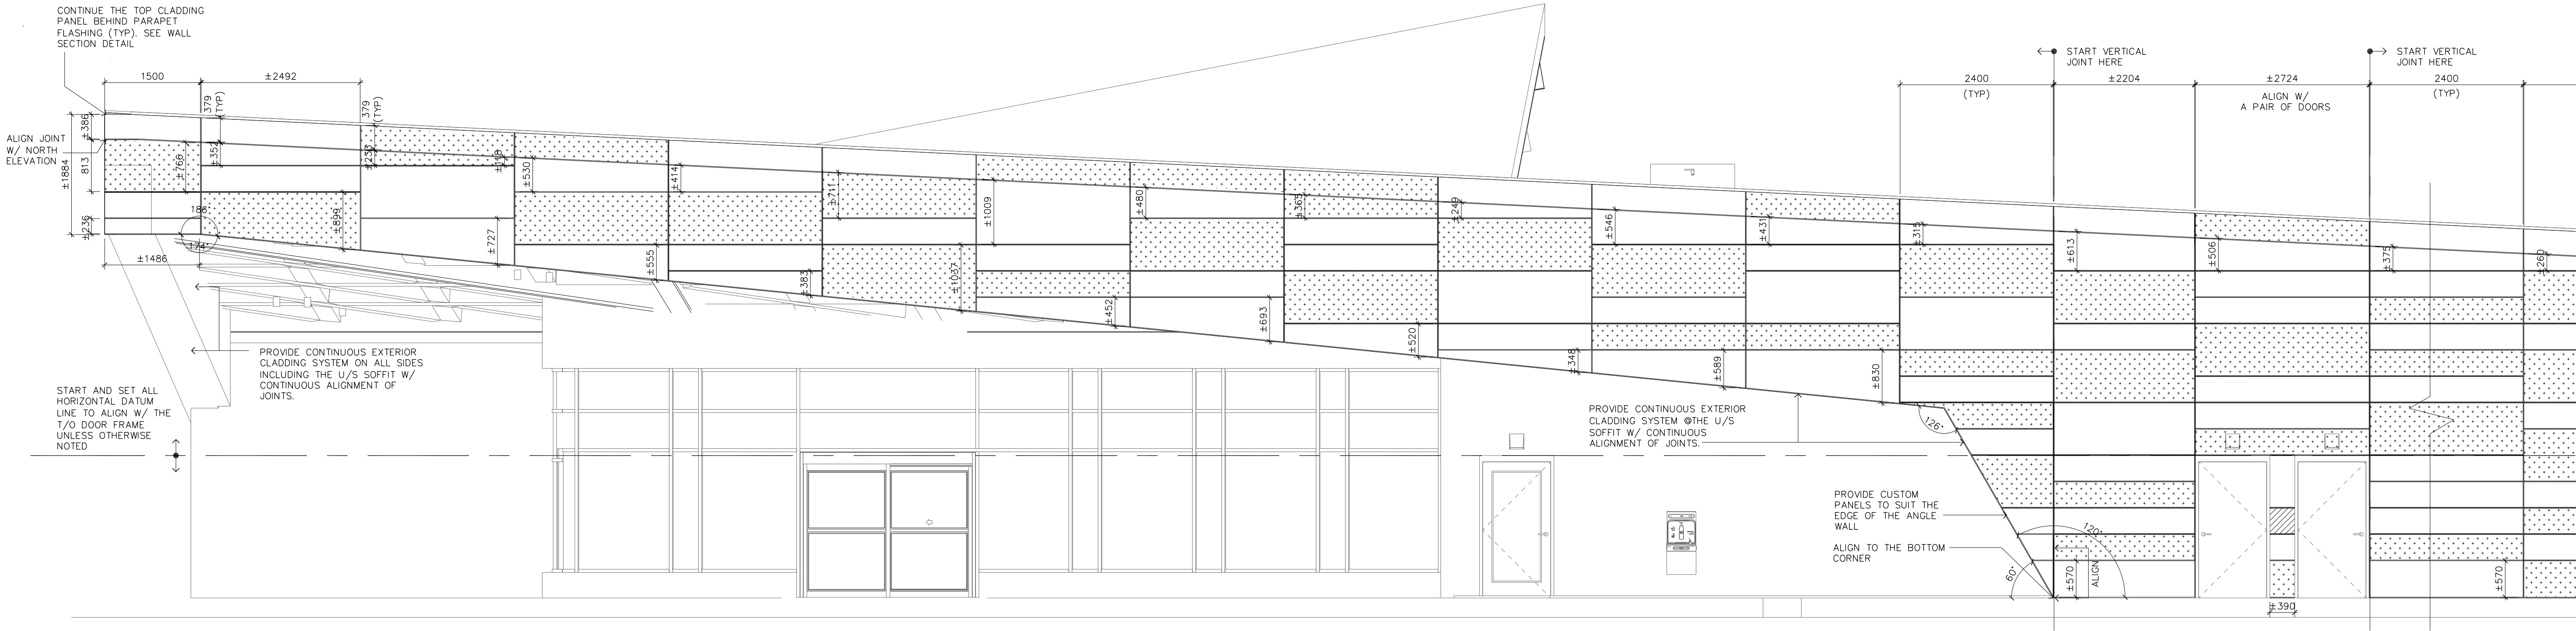 CONTINUE THE TOP CLADDING
PANEL BEHIND PARAPET
FLASHING (TYP). SEE WALL
SECTION DETAIL
START VERTICAL
JOINT HERE
START VERTICAL
JOINT HERE
1500
±2492
2400
(TYP)
±2204
±2724
ALIGN W/
A PAIR OF DOORS
2400
(TYP)
379
(TYP)
379
(TYP)
ALIGN JOINT
W/ NORTH
ELEVATION
±386
813
±1884
±236
±766
±352
±233
±118
±530
±414
±711
±1009
±480
±365
±249
±546
±431
±315
±613
±506
±375
±260
186°
174°
±1486
±899
±727
±555
±383
±1037
±452
±693
±520
±348
±589
±830
PROVIDE CONTINUOUS EXTERIOR
CLADDING SYSTEM ON ALL SIDES
INCLUDING THE U/S SOFFIT W/
CONTINUOUS ALIGNMENT OF
JOINTS.
START AND SET ALL
HORIZONTAL DATUM
LINE TO ALIGN W/ THE
T/O DOOR FRAME
UNLESS OTHERWISE
NOTED
PROVIDE CONTINUOUS EXTERIOR
CLADDING SYSTEM @THE U/S
SOFFIT W/ CONTINUOUS
ALIGNMENT OF JOINTS.
126°
PROVIDE CUSTOM
PANELS TO SUIT THE
EDGE OF THE ANGLE
WALL
ALIGN TO THE BOTTOM
CORNER
60°
120°
±570
ALIGN
±390
±570